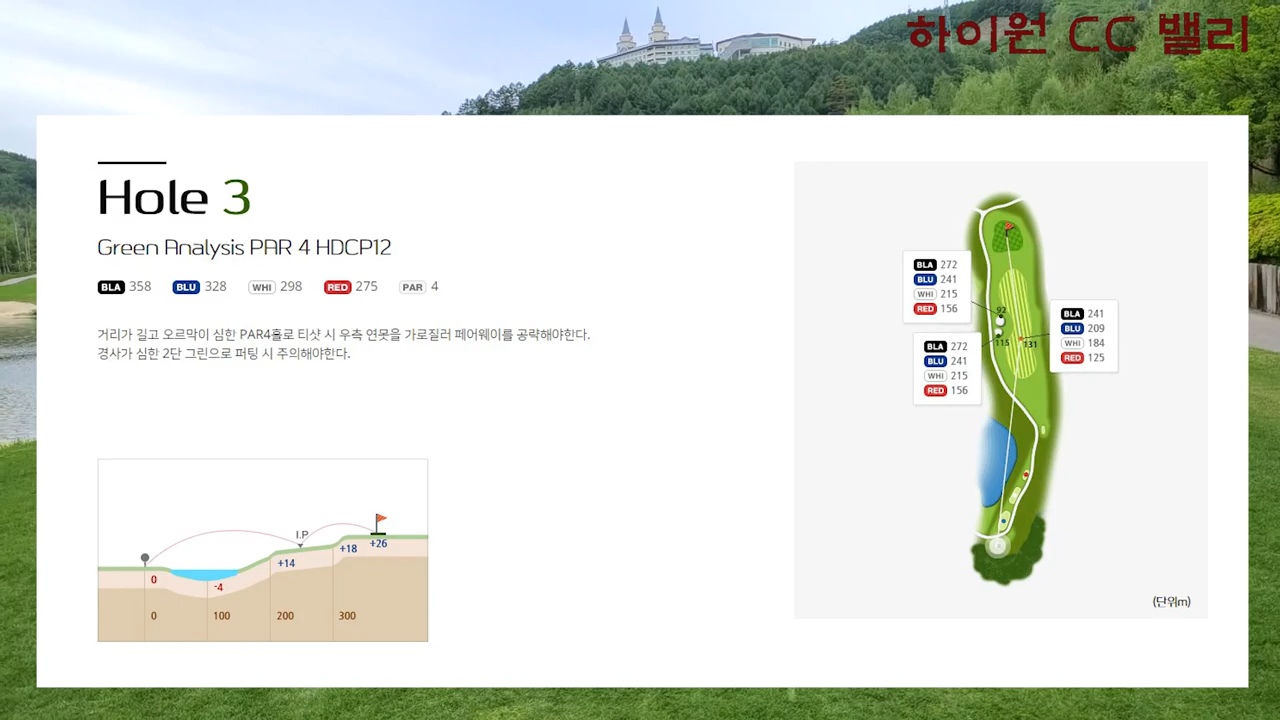 하이원 CC 밸리
Hole 3
Green Analysis PAR 4 HDCP12
BLA 358 BLU 328 WHI 298 RED 275 PAR 4
거리가 길고 오르막이 심한 PAR4홀로 티샷 시 우측 연못을 가로질러 페어웨이를 공략해야한다.
경사가 심한 2단 그린으로 퍼팅 시 주의해야한다.
I.P
0
-4
+14
+18
+26
0 100 200 300
BLA 272
BLU 241
WHI 215
RED 156
BLA 272
BLU 241
WHI 215
RED 156
92
115
131
BLA 241
BLU 209
WHI 184
RED 125
(단위m)